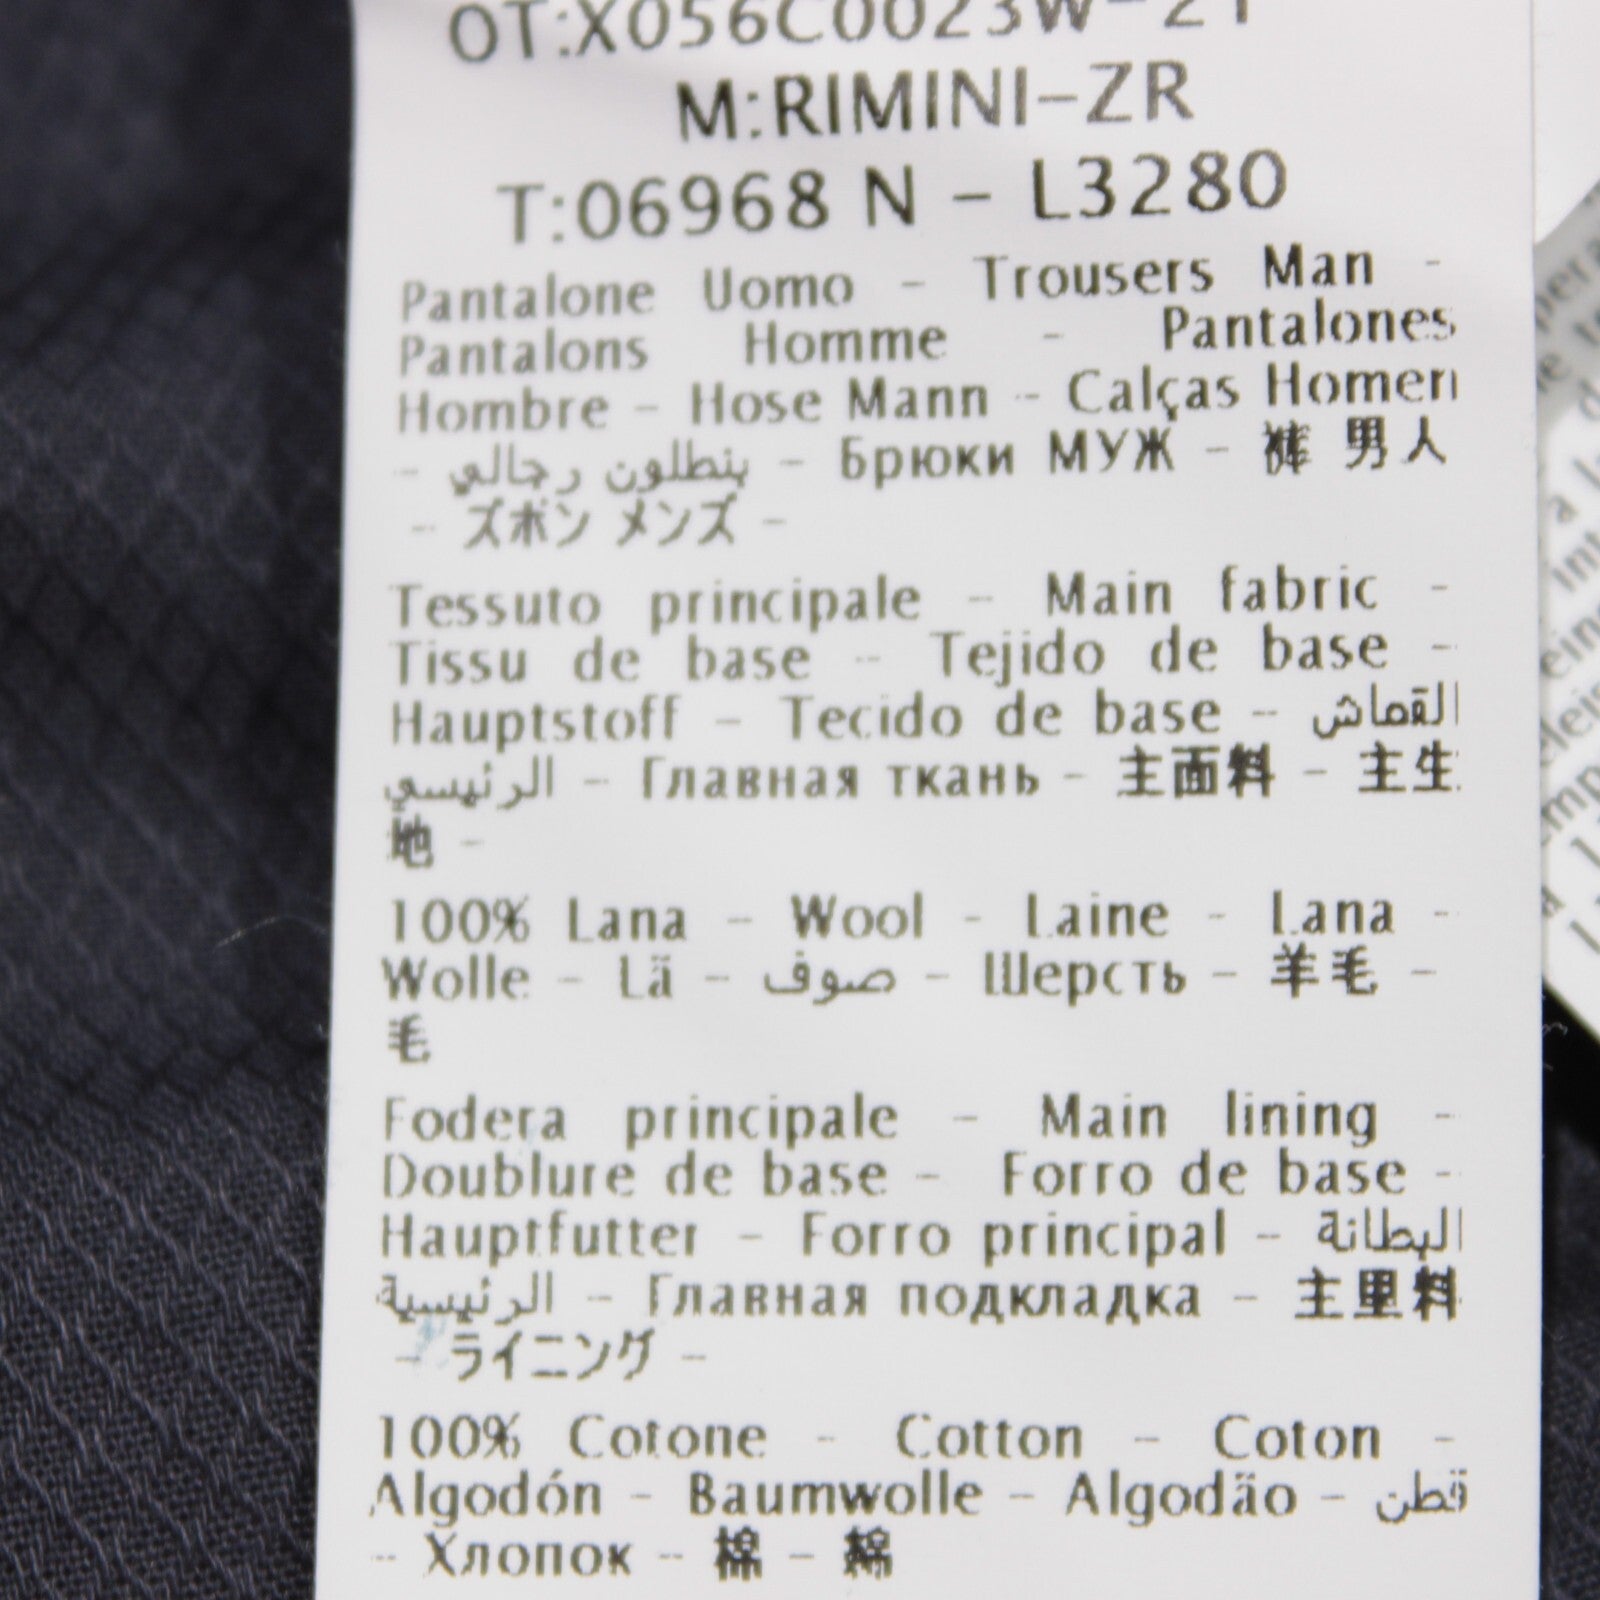 OT:X056C0023W-21
M:RIMINI-ZR
T:06968 N - L3280
Pantalone Uomo - Trousers Man -
Pantalons Homme - Pantalones
Hombre - Hose Mann - Calças Homem
- بنطلون رجالي - Брюки МУЖ - 裤 男人
- ズボン メンズ -
Tessuto principale - Main fabric -
Tissu de base - Tejido de base -
Hauptstoff - Tecido de base - القماش
الرئيسي - Главная ткань - 主面料 - 主生
地 -
100% Lana - Wool - Laine - Lana -
Wolle - Lã - صوف - Шерсть - 羊毛 -
毛
Fodera principale - Main lining -
Doublure de base - Forro de base -
Hauptfutter - Forro principal - البطانة
الرئيسية - Главная подкладка - 主里料
- ライニング -
100% Cotone - Cotton - Coton -
Algodón - Baumwolle - Algodão - قطن
- Хлопок - 棉 - 綿